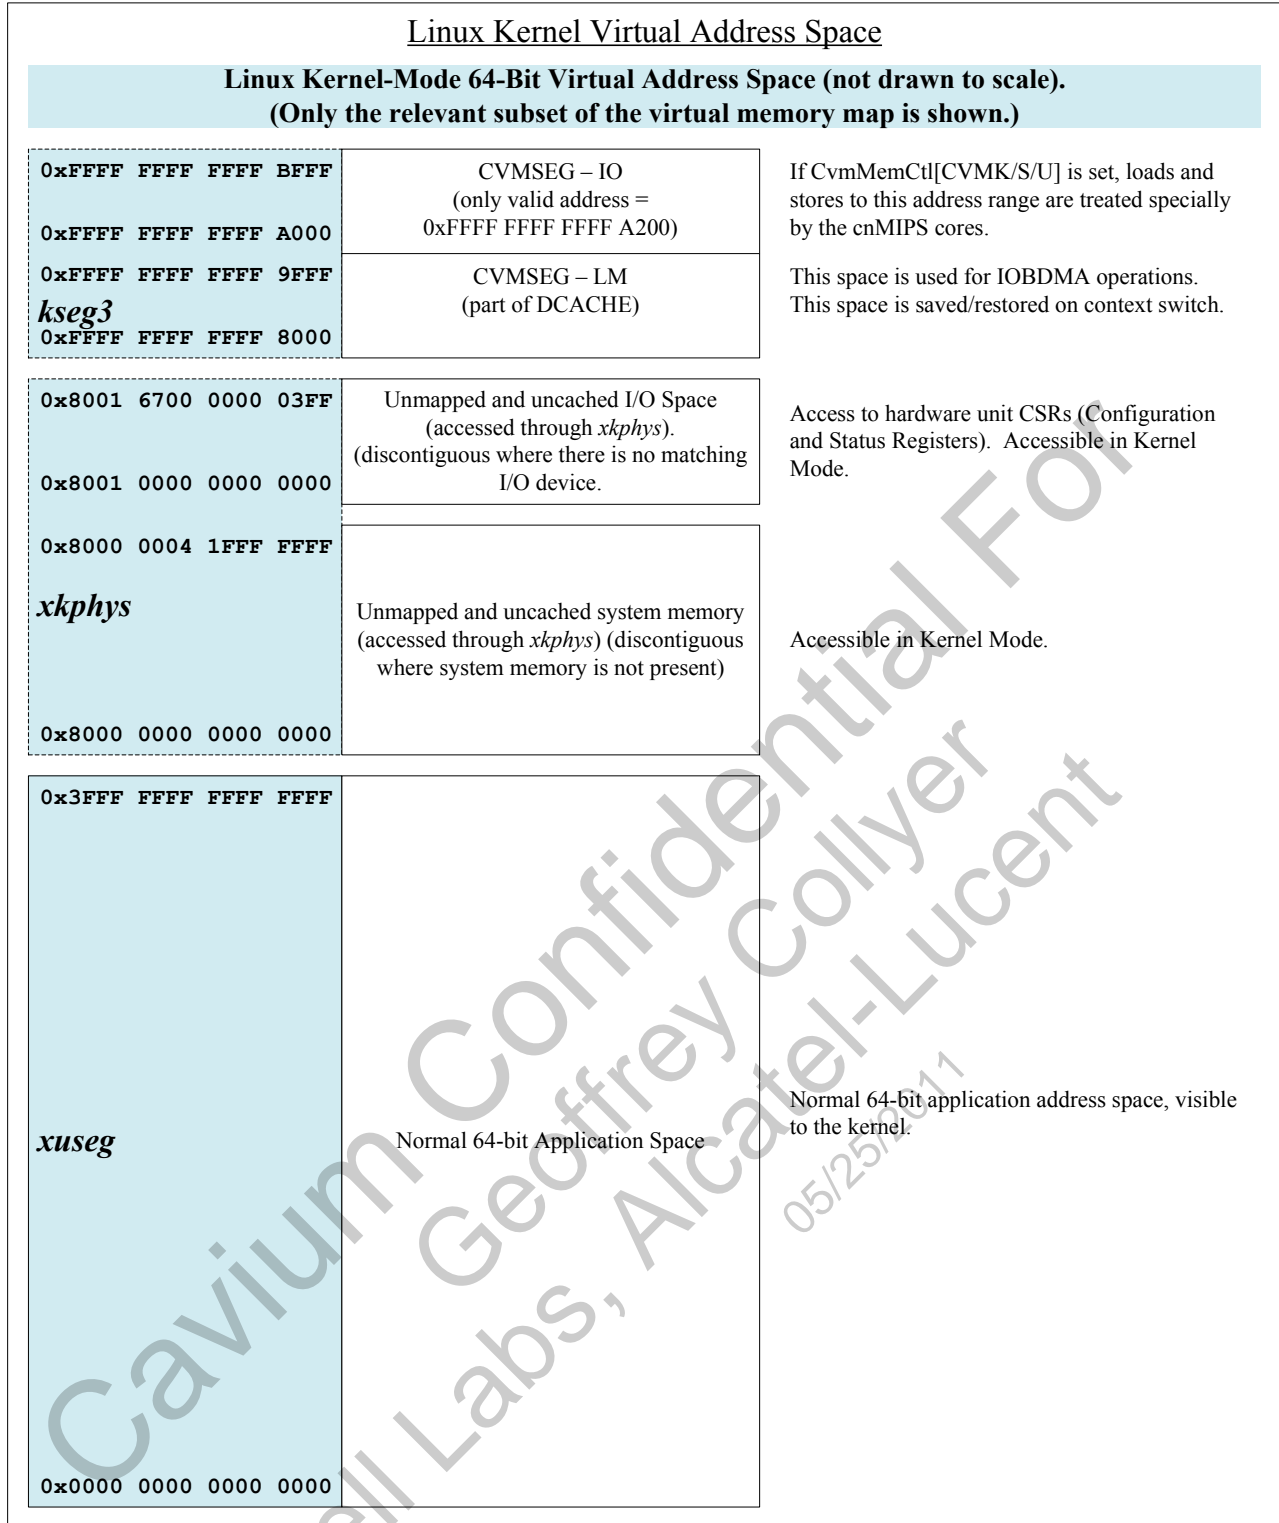 Linux Kernel Virtual Address Space
Linux Kernel-Mode 64-Bit Virtual Address Space (not drawn to scale).
(Only the relevant subset of the virtual memory map is shown.)
0xFFFF FFFF FFFF BFFF
0xFFFF FFFF FFFF A000
CVMSEG – IO
(only valid address =
0xFFFF FFFF FFFF A200)
If CvmMemCtl[CVMK/S/U] is set, loads and
stores to this address range are treated specially
by the cnMIPS cores.
0xFFFF FFFF FFFF 9FFF
kseg3
0xFFFF FFFF FFFF 8000
CVMSEG – LM
(part of DCACHE)
This space is used for IOBDMA operations.
This space is saved/restored on context switch.
0x8001 6700 0000 03FF
0x8001 0000 0000 0000
Unmapped and uncached I/O Space
(accessed through xkphys).
(discontiguous where there is no matching
I/O device.
Access to hardware unit CSRs (Configuration
and Status Registers).  Accessible in Kernel
Mode.
0x8000 0004 1FFF FFFF
xkphys
0x8000 0000 0000 0000
Unmapped and uncached system memory
(accessed through xkphys) (discontiguous
where system memory is not present)
Accessible in Kernel Mode.
0x3FFF FFFF FFFF FFFF
xuseg
0x0000 0000 0000 0000
Normal 64-bit Application Space
Normal 64-bit application address space, visible
to the kernel.
Cavium Confidential For
Geoffrey Collyer
ell Labs, Alcatel-Lucent
05/25/2011